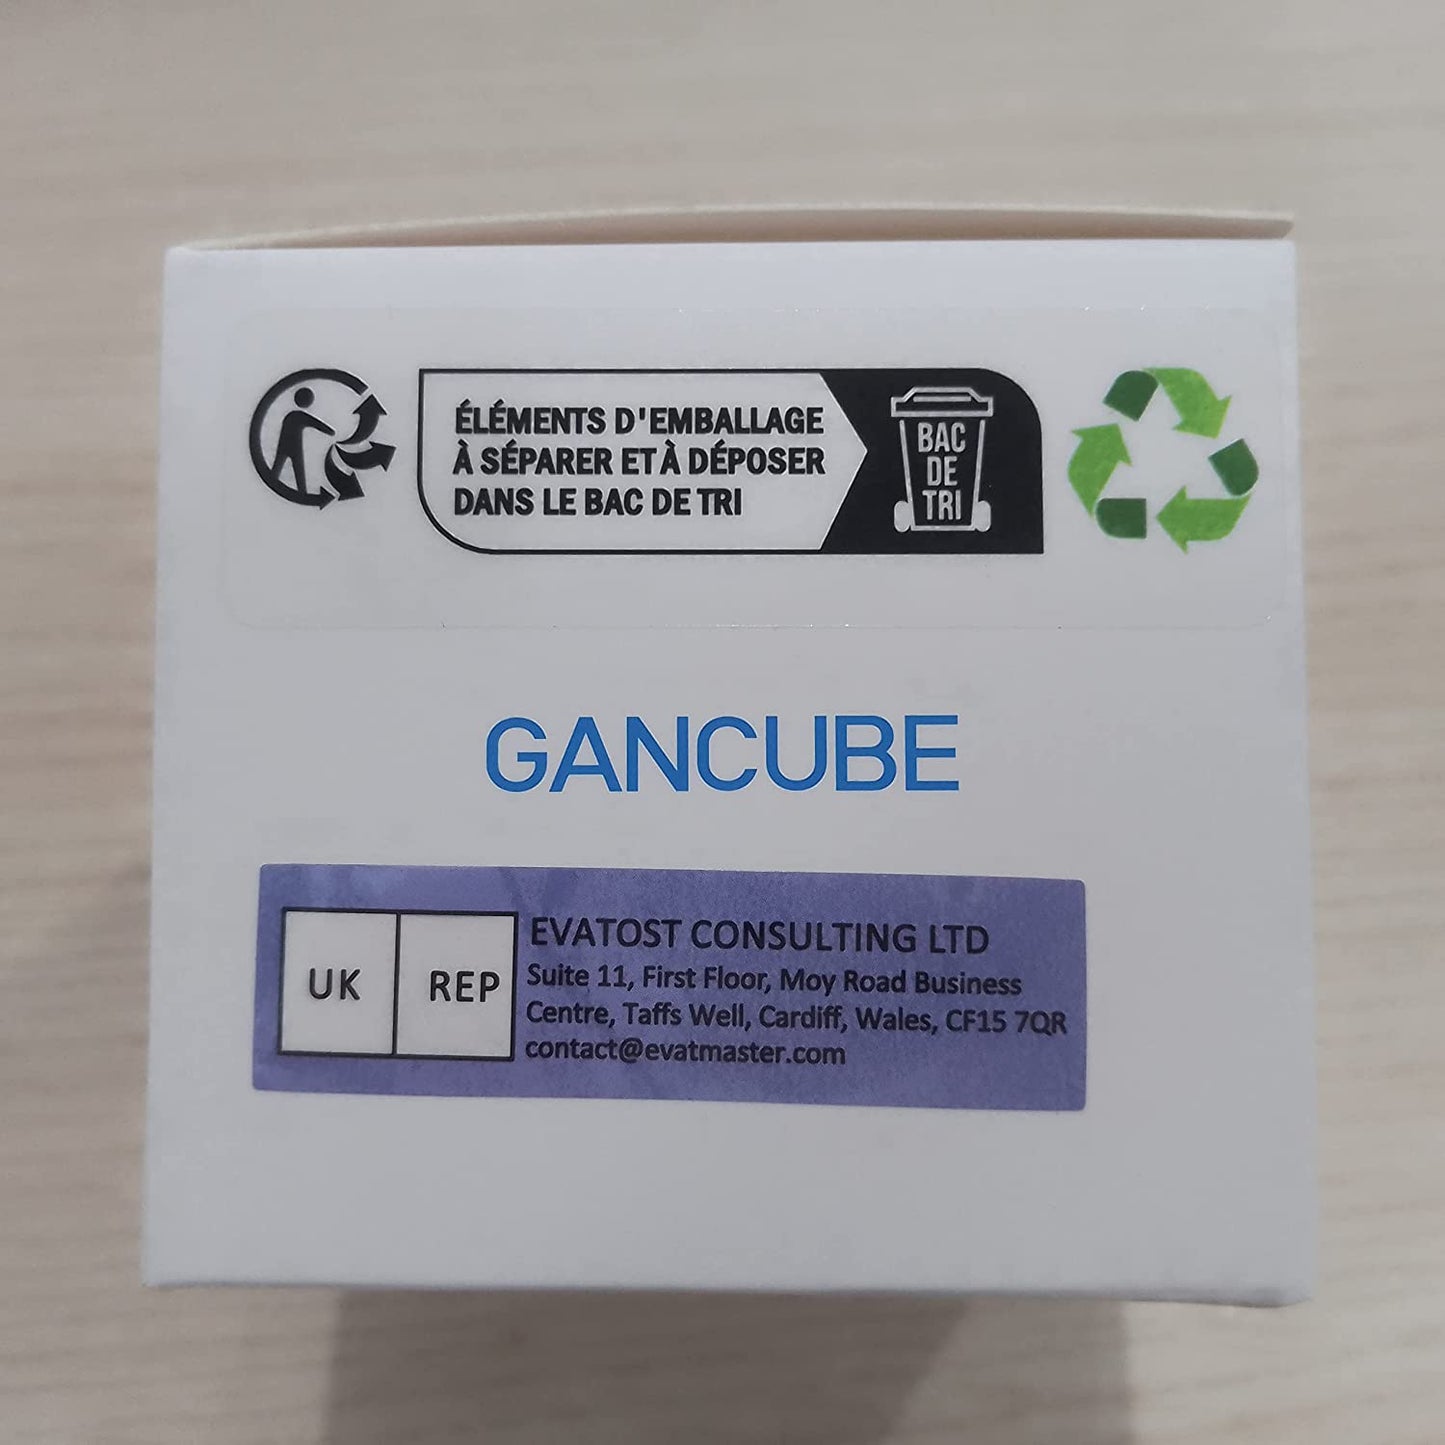 ÉLÉMENTS D'EMBALLAGE
À SÉPARER ET À DÉPOSER
DANS LE BAC DE TRI
BAC
DE
TRI
GANCUBE
UK REP
EVATOST CONSULTING LTD
Suite 11, First Floor, Moy Road Business
Centre, Taffs Well, Cardiff, Wales, CF15 7QR
contact@evatmaster.com